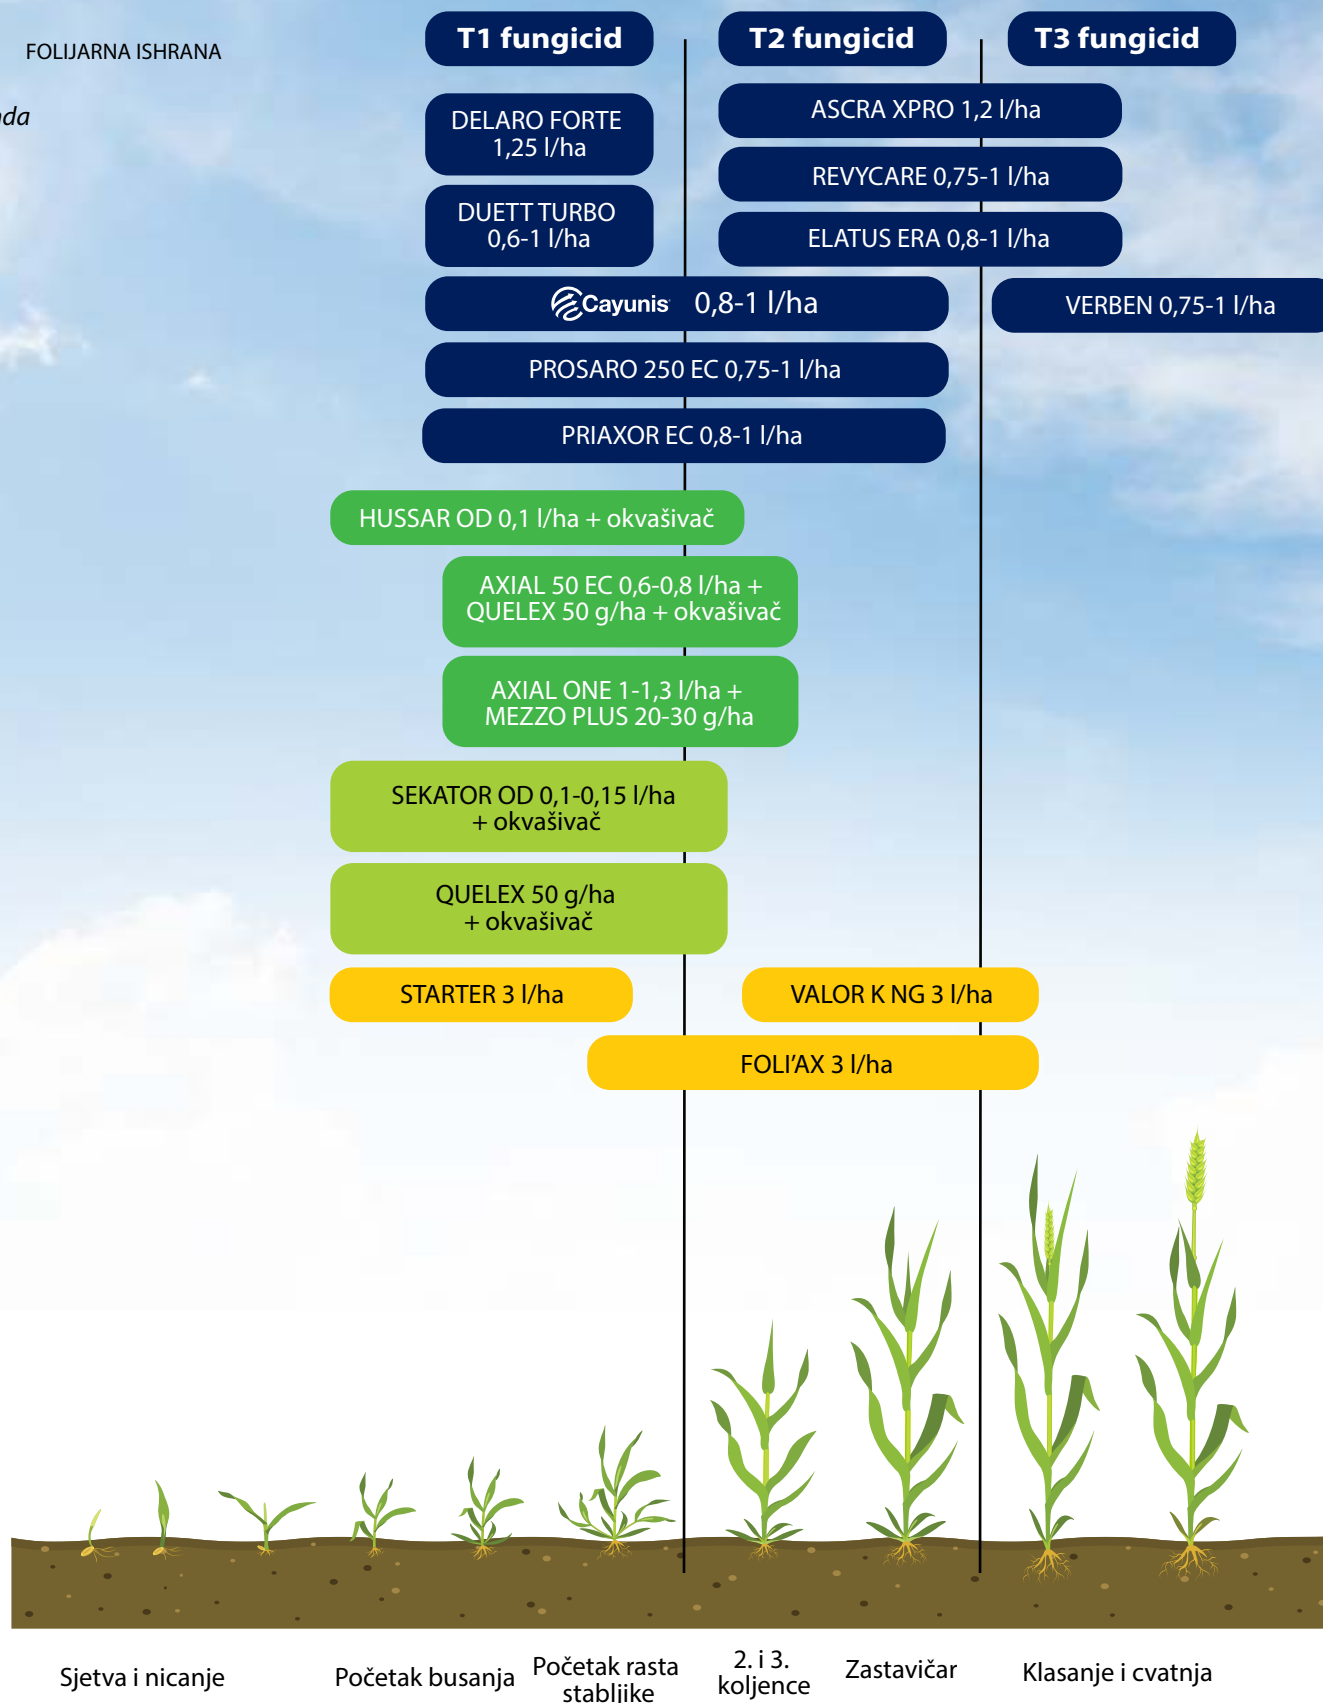 FOLIJARNA ISHRANA
T1 fungicid
T2 fungicid
T3 fungicid
DELARO FORTE
1,25 l/ha
DUETT TURBO
0,6-1 l/ha
ASCRA XPRO 1,2 l/ha
REVYCARE 0,75-1 l/ha
ELATUS ERA 0,8-1 l/ha
Cayunis 0,8-1 l/ha
VERBEN 0,75-1 l/ha
PROSARO 250 EC 0,75-1 l/ha
PRIAXOR EC 0,8-1 l/ha
HUSSAR OD 0,1 l/ha + okvašivač
AXIAL 50 EC 0,6-0,8 l/ha +
QUELEX 50 g/ha + okvašivač
AXIAL ONE 1-1,3 l/ha +
MEZZO PLUS 20-30 g/ha
SEKATOR OD 0,1-0,15 l/ha
+ okvašivač
QUELEX 50 g/ha
+ okvašivač
STARTER 3 l/ha
VALOR K NG 3 l/ha
FOLI'AX 3 l/ha
Sjetva i nicanje
Početak busanja
Početak rasta
stabljike
2. i 3.
koljence
Zastavičar
Klasanje i cvatnja